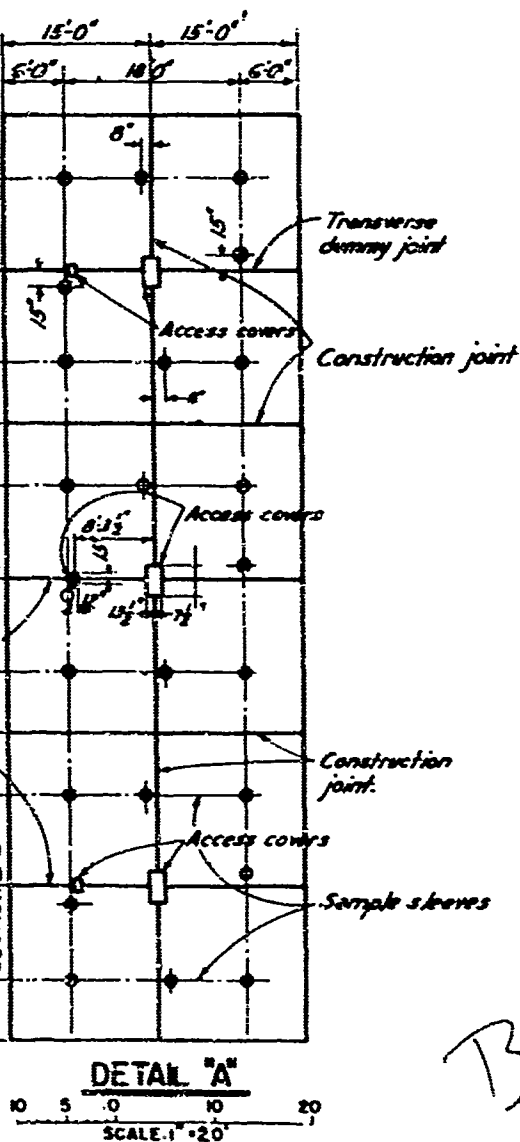 15'-0" 15'-0"
6'-0" 18'-0" 6'-0"
8"
15"
Transverse
dummy joint
15"
Access covers
Construction joint
6"
Access covers
8'-3½"
15"
13½" 7½"
Construction
joint.
Access covers
Sample sleeves
DETAIL "A"
10 5 0 10 20
SCALE: 1" = 20'
B